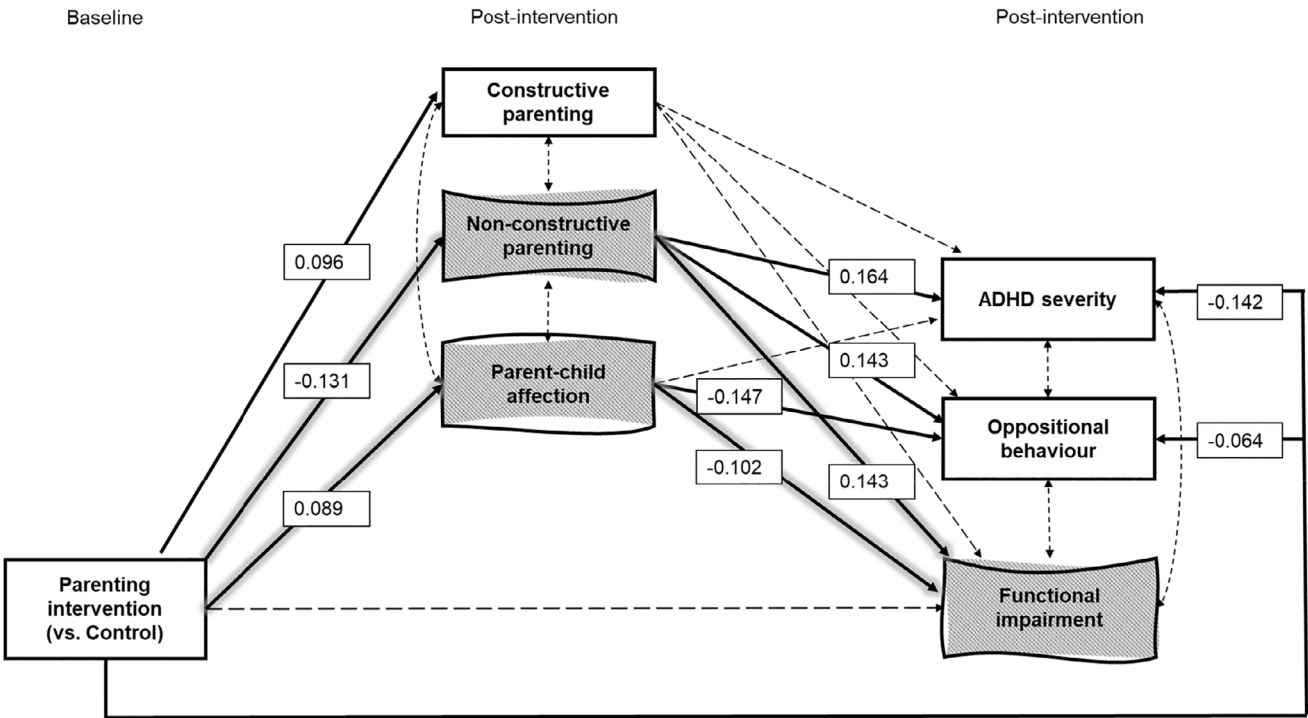 Baseline
Post-intervention
Post-intervention
Constructive
parenting
Non-constructive
parenting
0.096
0.164
ADHD severity
-0.142
-0.131
Parent-child
affection
0.143
-0.147
Oppositional
behaviour
-0.064
-0.102
0.143
0.089
Parenting
intervention
(vs. Control)
Functional
impairment